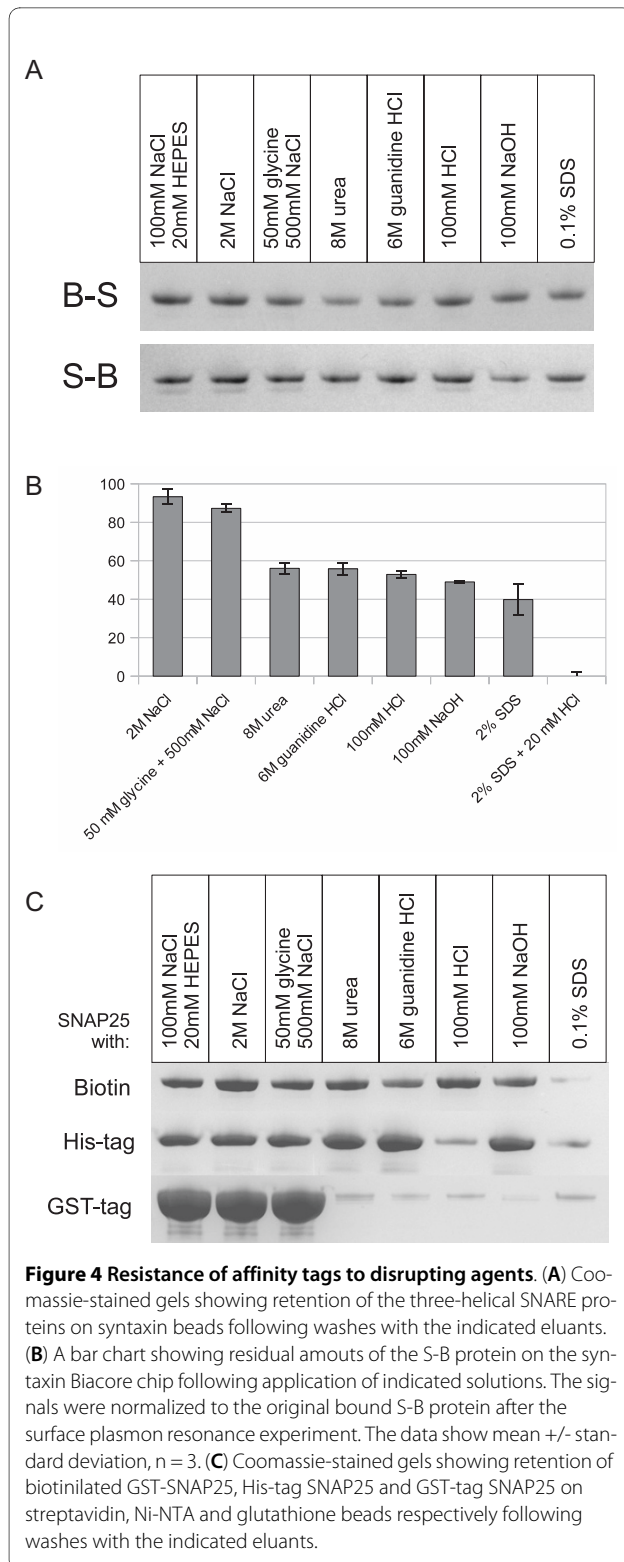 A
100mM NaCl
20mM HEPES
2M NaCl
50mM glycine
500mM NaCl
8M urea
6M guanidine HCl
100mM HCl
100mM NaOH
0.1% SDS
B-S
S-B
B
100
80
60
40
20
0
2M NaCl
50 mM glycine + 500mM NaCl
8M urea
6M guanidine HCl
100mM HCl
100mM NaOH
2% SDS
2% SDS + 20 mM HCl
C
SNAP25
with:
100mM NaCl
20mM HEPES
2M NaCl
50mM glycine
500mM NaCl
8M urea
6M guanidine HCl
100mM HCl
100mM NaOH
0.1% SDS
Biotin
His-tag
GST-tag
Figure 4 Resistance of affinity tags to disrupting agents. (A) Coo-
massie-stained gels showing retention of the three-helical SNARE pro-
teins on syntaxin beads following washes with the indicated eluants.
(B) A bar chart showing residual amouts of the S-B protein on the syn-
taxin Biacore chip following application of indicated solutions. The sig-
nals were normalized to the original bound S-B protein after the
surface plasmon resonance experiment. The data show mean +/- stan-
dard deviation, n = 3. (C) Coomassie-stained gels showing retention of
biotinilated GST-SNAP25, His-tag SNAP25 and GST-tag SNAP25 on
streptavidin, Ni-NTA and glutathione beads respectively following
washes with the indicated eluants.